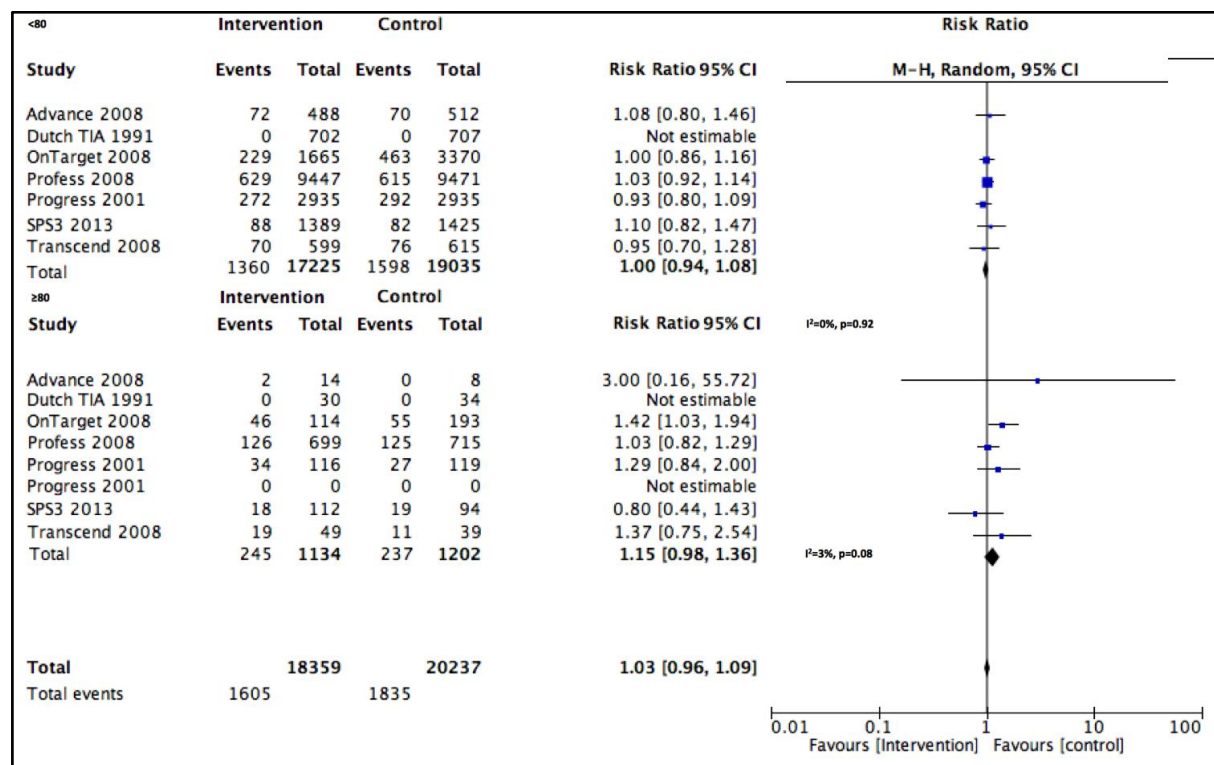 <80 Intervention Control Risk Ratio
Study Events Total Events Total Risk Ratio 95% CI M-H, Random, 95% CI
Advance 2008 72 488 70 512 1.08 [0.80, 1.46]
Dutch TIA 1991 0 702 0 707 Not estimable
OnTarget 2008 229 1665 463 3370 1.00 [0.86, 1.16]
Profess 2008 629 9447 615 9471 1.03 [0.92, 1.14]
Progress 2001 272 2935 292 2935 0.93 [0.80, 1.09]
SPS3 2013 88 1389 82 1425 1.10 [0.82, 1.47]
Transcend 2008 70 599 76 615 0.95 [0.70, 1.28]
Total 1360 17225 1598 19035 1.00 [0.94, 1.08]
≥80 Intervention Control
Study Events Total Events Total Risk Ratio 95% CI I²=0%, p=0.92
Advance 2008 2 14 0 8 3.00 [0.16, 55.72]
Dutch TIA 1991 0 30 0 34 Not estimable
OnTarget 2008 46 114 55 193 1.42 [1.03, 1.94]
Profess 2008 126 699 125 715 1.03 [0.82, 1.29]
Progress 2001 34 116 27 119 1.29 [0.84, 2.00]
Progress 2001 0 0 0 0 Not estimable
SPS3 2013 18 112 19 94 0.80 [0.44, 1.43]
Transcend 2008 19 49 11 39 1.37 [0.75, 2.54]
Total 245 1134 237 1202 1.15 [0.98, 1.36] I²=3%, p=0.08
Total 18359 20237 1.03 [0.96, 1.09]
Total events 1605 1835
0.01 0.1 1 10 100
Favours [Intervention] Favours [control]